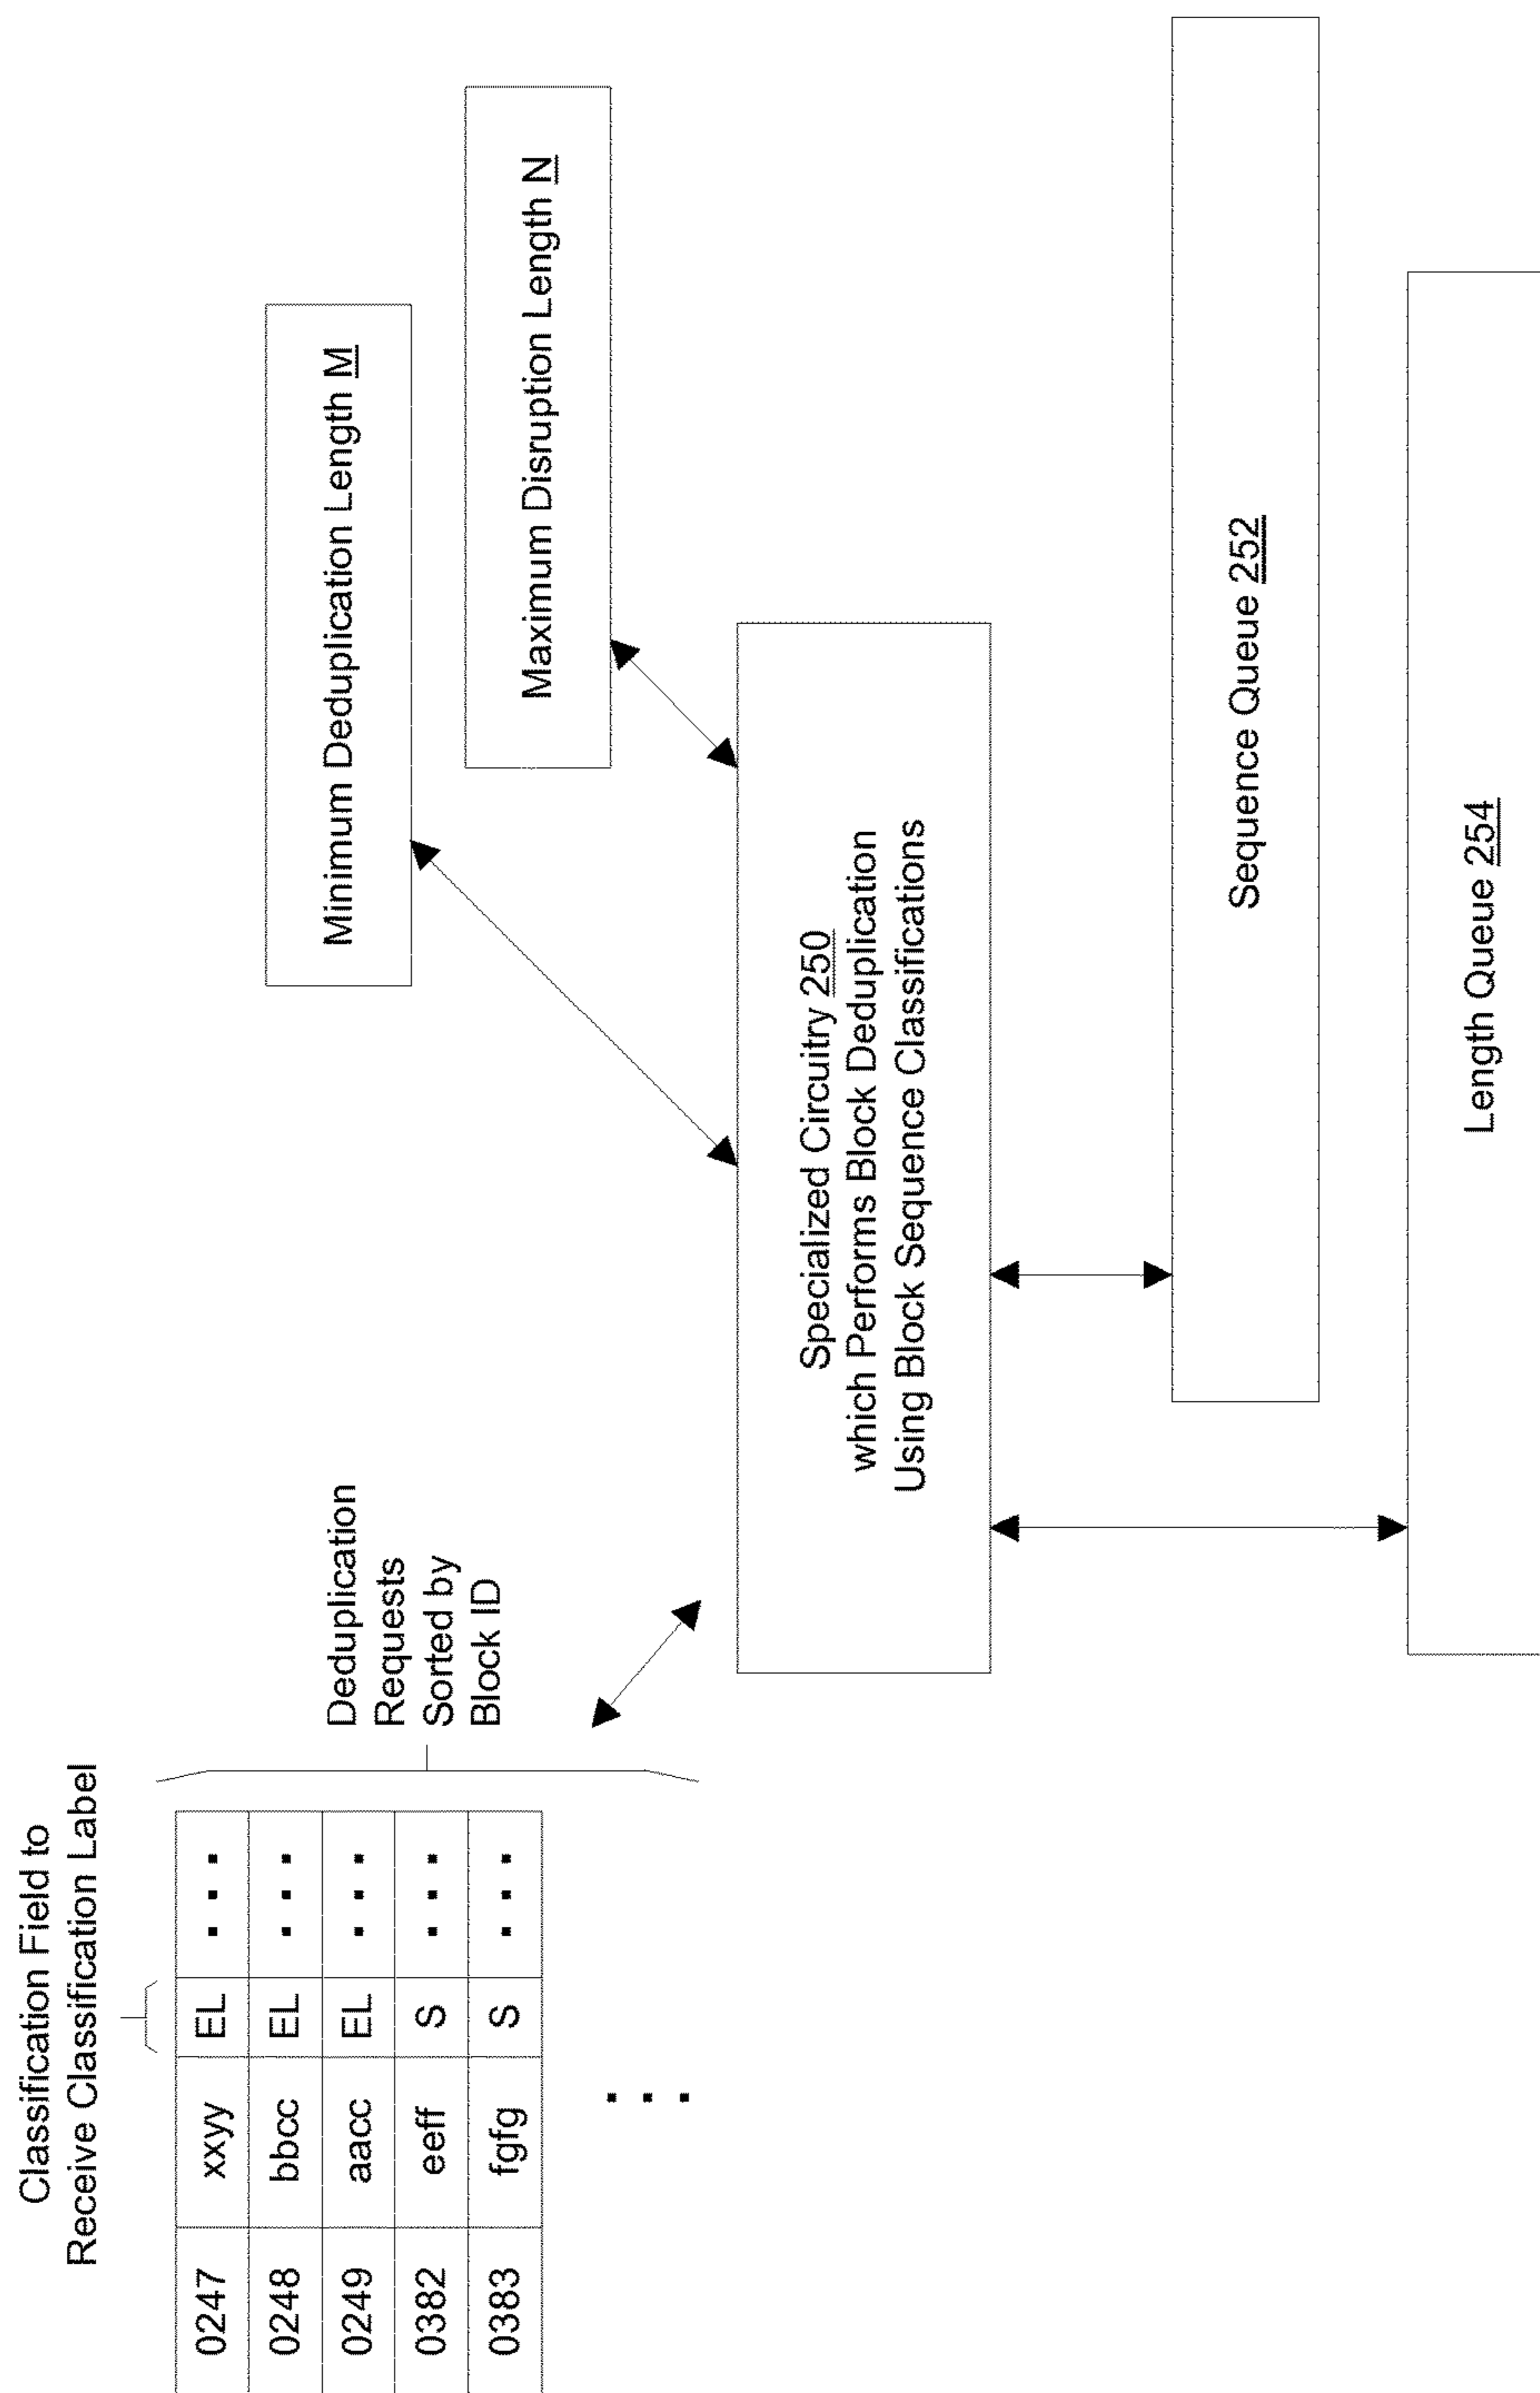 Classification Field to
Receive Classification Label
0247 xxyy EL ...
0248 bbcc EL ...
0249 aacc EL ...
0382 eeff S ...
0383 fgfg S ...
...
Deduplication
Requests
Sorted by
Block ID
Minimum Deduplication Length M
Maximum Disruption Length N
Specialized Circuitry 250
which Performs Block Deduplication
Using Block Sequence Classifications
Sequence Queue 252
Length Queue 254